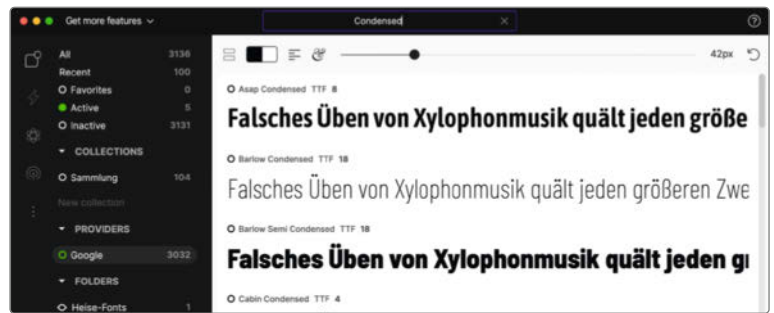 Get more features
Condensed
All 3136
Recent 100
Favorites 0
Active 5
Inactive 3131
COLLECTIONS
Sammlung 104
New collection
PROVIDERS
Google 3032
FOLDERS
Heise-Fonts 1
42px
Asap Condensed TTF 8
Falsches Üben von Xylophonmusik quält jeden größe
Barlow Condensed TTF 18
Falsches Üben von Xylophonmusik quält jeden größeren Zwe
Barlow Semi Condensed TTF 18
Falsches Üben von Xylophonmusik quält jeden g
Cabin Condensed TTF 4